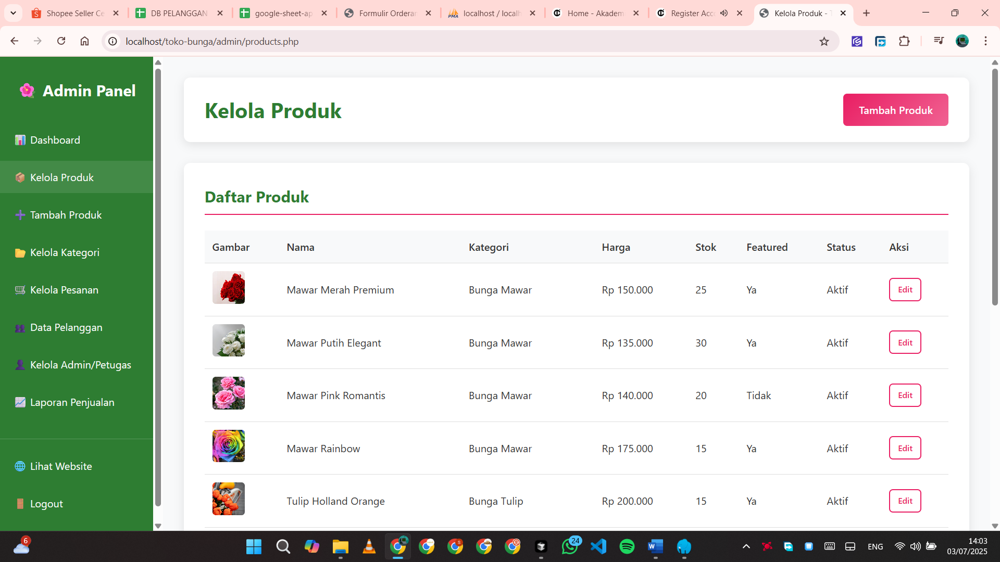 Shopee Seller Ce
DB PELANGGAN
google-sheet-ap
Formulir Orderan
localhost / localh
Home - Akadem
Register Acc
Kelola Produk - T
localhost/toko-bunga/admin/products.php
Admin Panel
Dashboard
Kelola Produk
Tambah Produk
Kelola Kategori
Kelola Pesanan
Data Pelanggan
Kelola Admin/Petugas
Laporan Penjualan
Lihat Website
Logout
Kelola Produk
Tambah Produk
Daftar Produk
Gambar Nama Kategori Harga Stok Featured Status Aksi
Mawar Merah Premium Bunga Mawar Rp 150.000 25 Ya Aktif Edit
Mawar Putih Elegant Bunga Mawar Rp 135.000 30 Ya Aktif Edit
Mawar Pink Romantis Bunga Mawar Rp 140.000 20 Tidak Aktif Edit
Mawar Rainbow Bunga Mawar Rp 175.000 15 Ya Aktif Edit
Tulip Holland Orange Bunga Tulip Rp 200.000 15 Ya Aktif Edit
6
24
ENG
14:03
03/07/2025